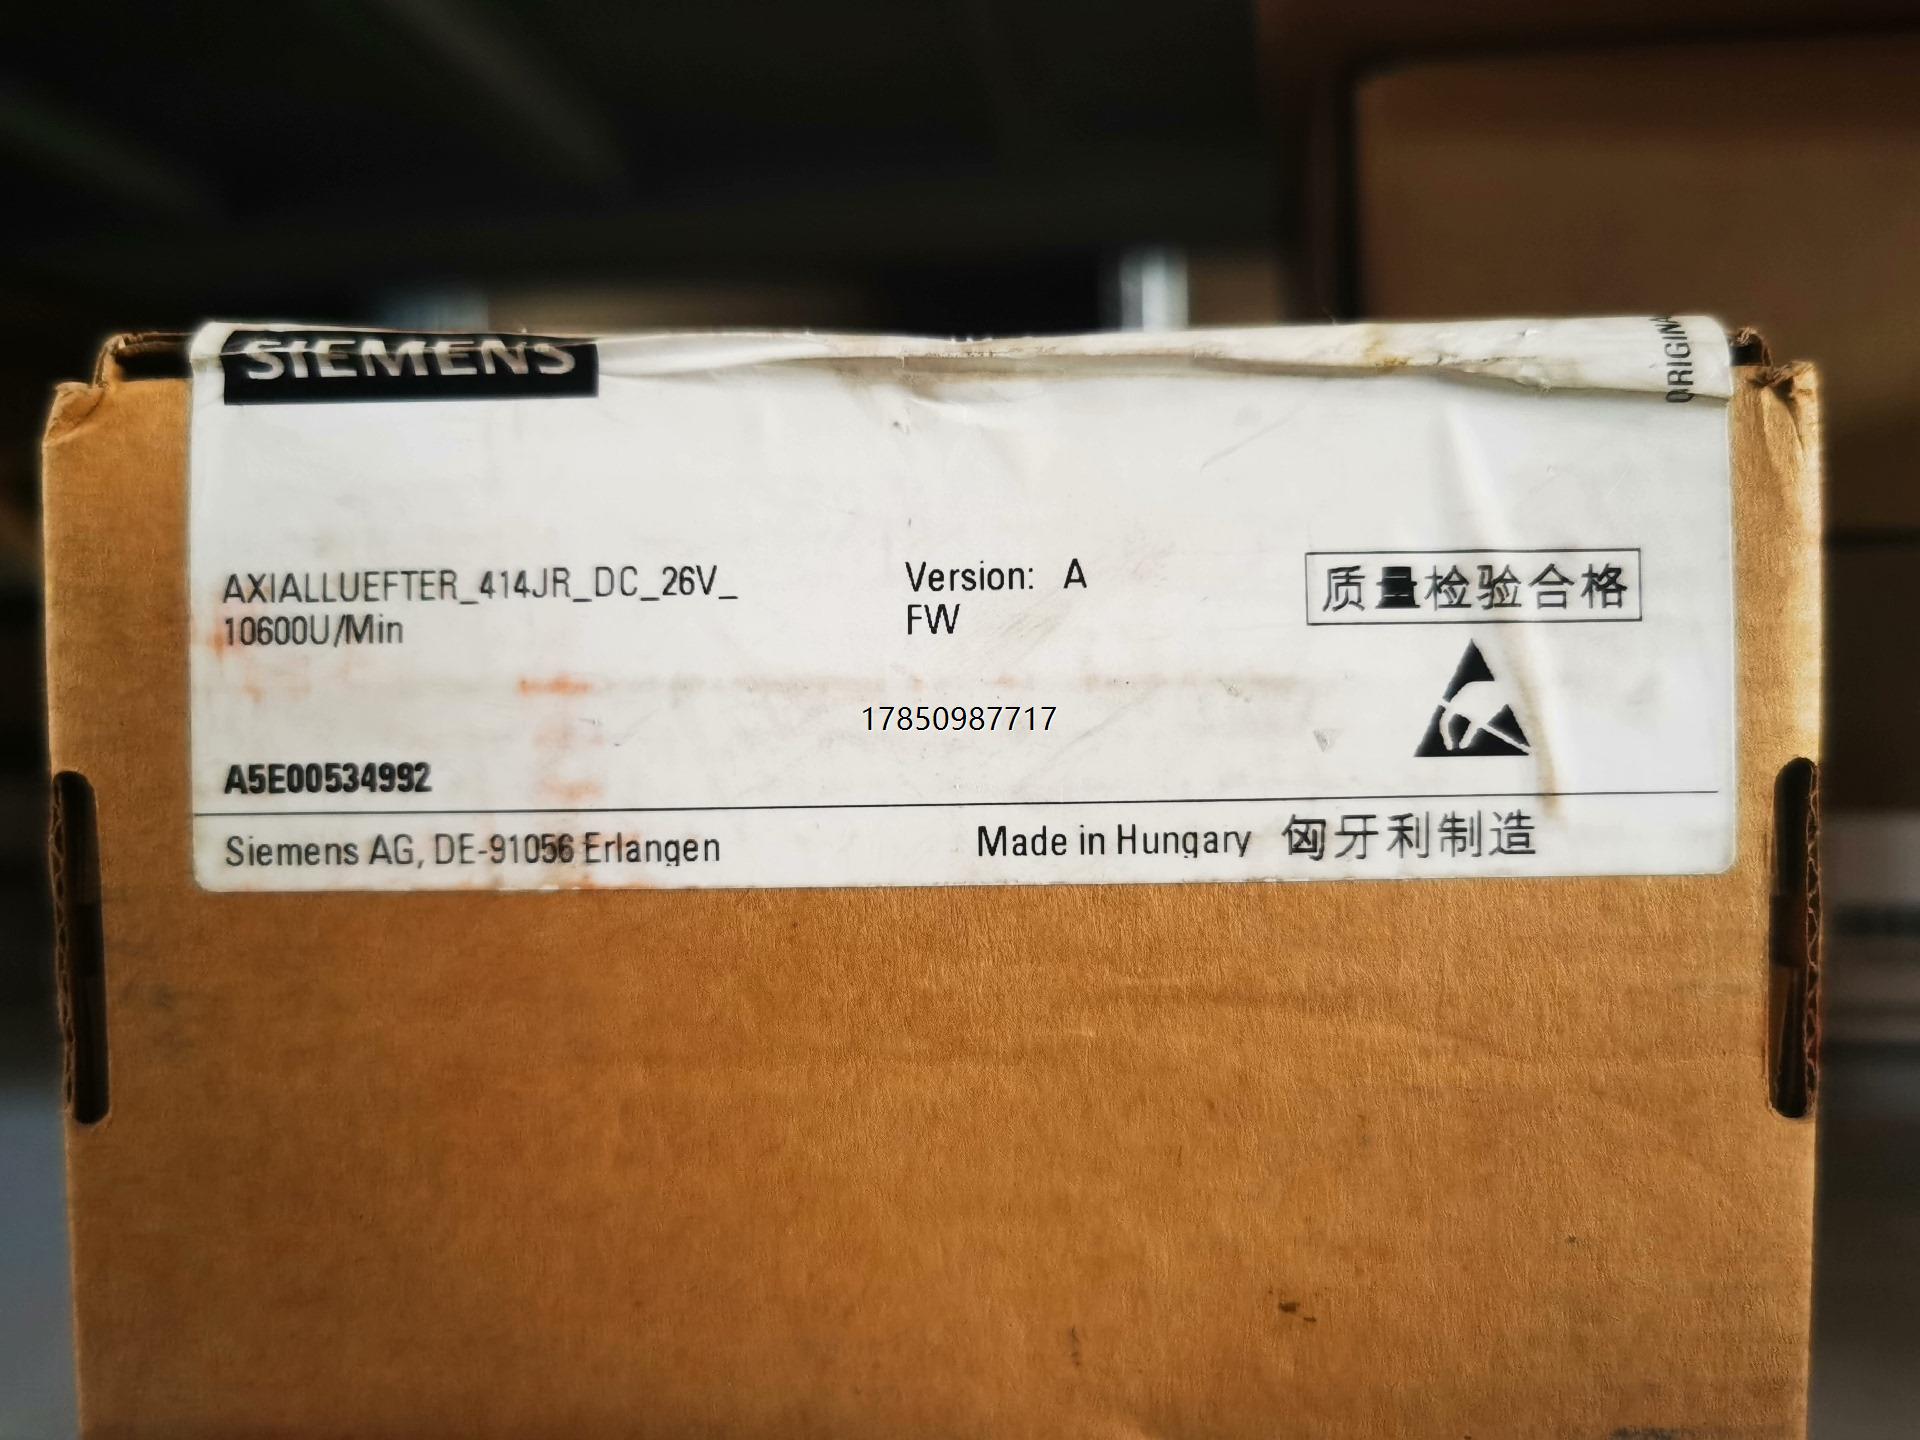 SIEMENS
ORIGINA
AXIALLUEFTER_414JR_DC_26V_
10600U/Min
Version: A
FW
质量检验合格
17850987717
A5E00534992
Siemens AG, DE-91056 Erlangen
Made in Hungary 匈牙利制造